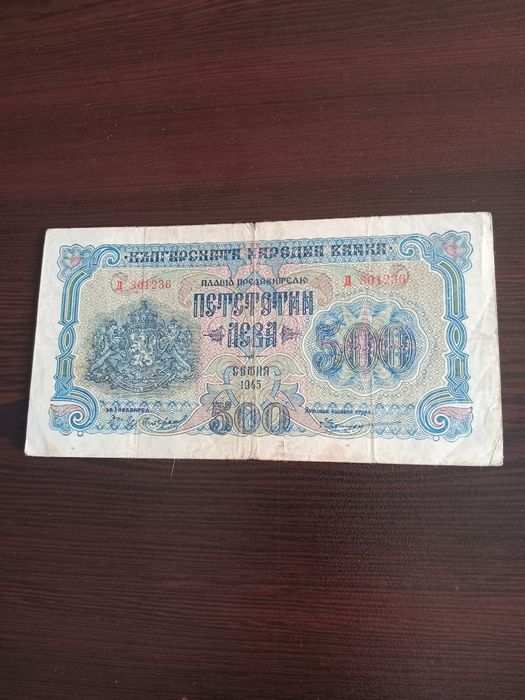 БЪЛГАРСКАТА НАРОДНА БАНКА
ПЛАЩА ПРЕДЯВИТЕЛЮ
Д 801236 Д 801236
ПЕТСТОТИН
ЛЕВА
500
СОФИЯ
1945
500